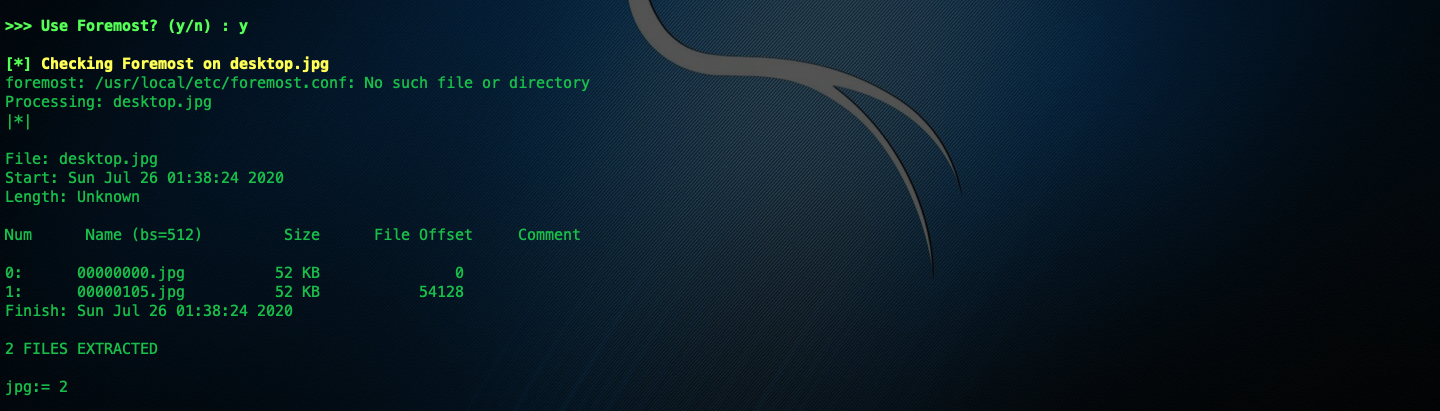 >>> Use Foremost? (y/n) : y
[*] Checking Foremost on desktop.jpg
foremost: /usr/local/etc/foremost.conf: No such file or directory
Processing: desktop.jpg
|*|
File: desktop.jpg
Start: Sun Jul 26 01:38:24 2020
Length: Unknown
Num Name (bs=512) Size File Offset Comment
0: 00000000.jpg 52 KB 0
1: 00000105.jpg 52 KB 54128
Finish: Sun Jul 26 01:38:24 2020
2 FILES EXTRACTED
jpg:= 2